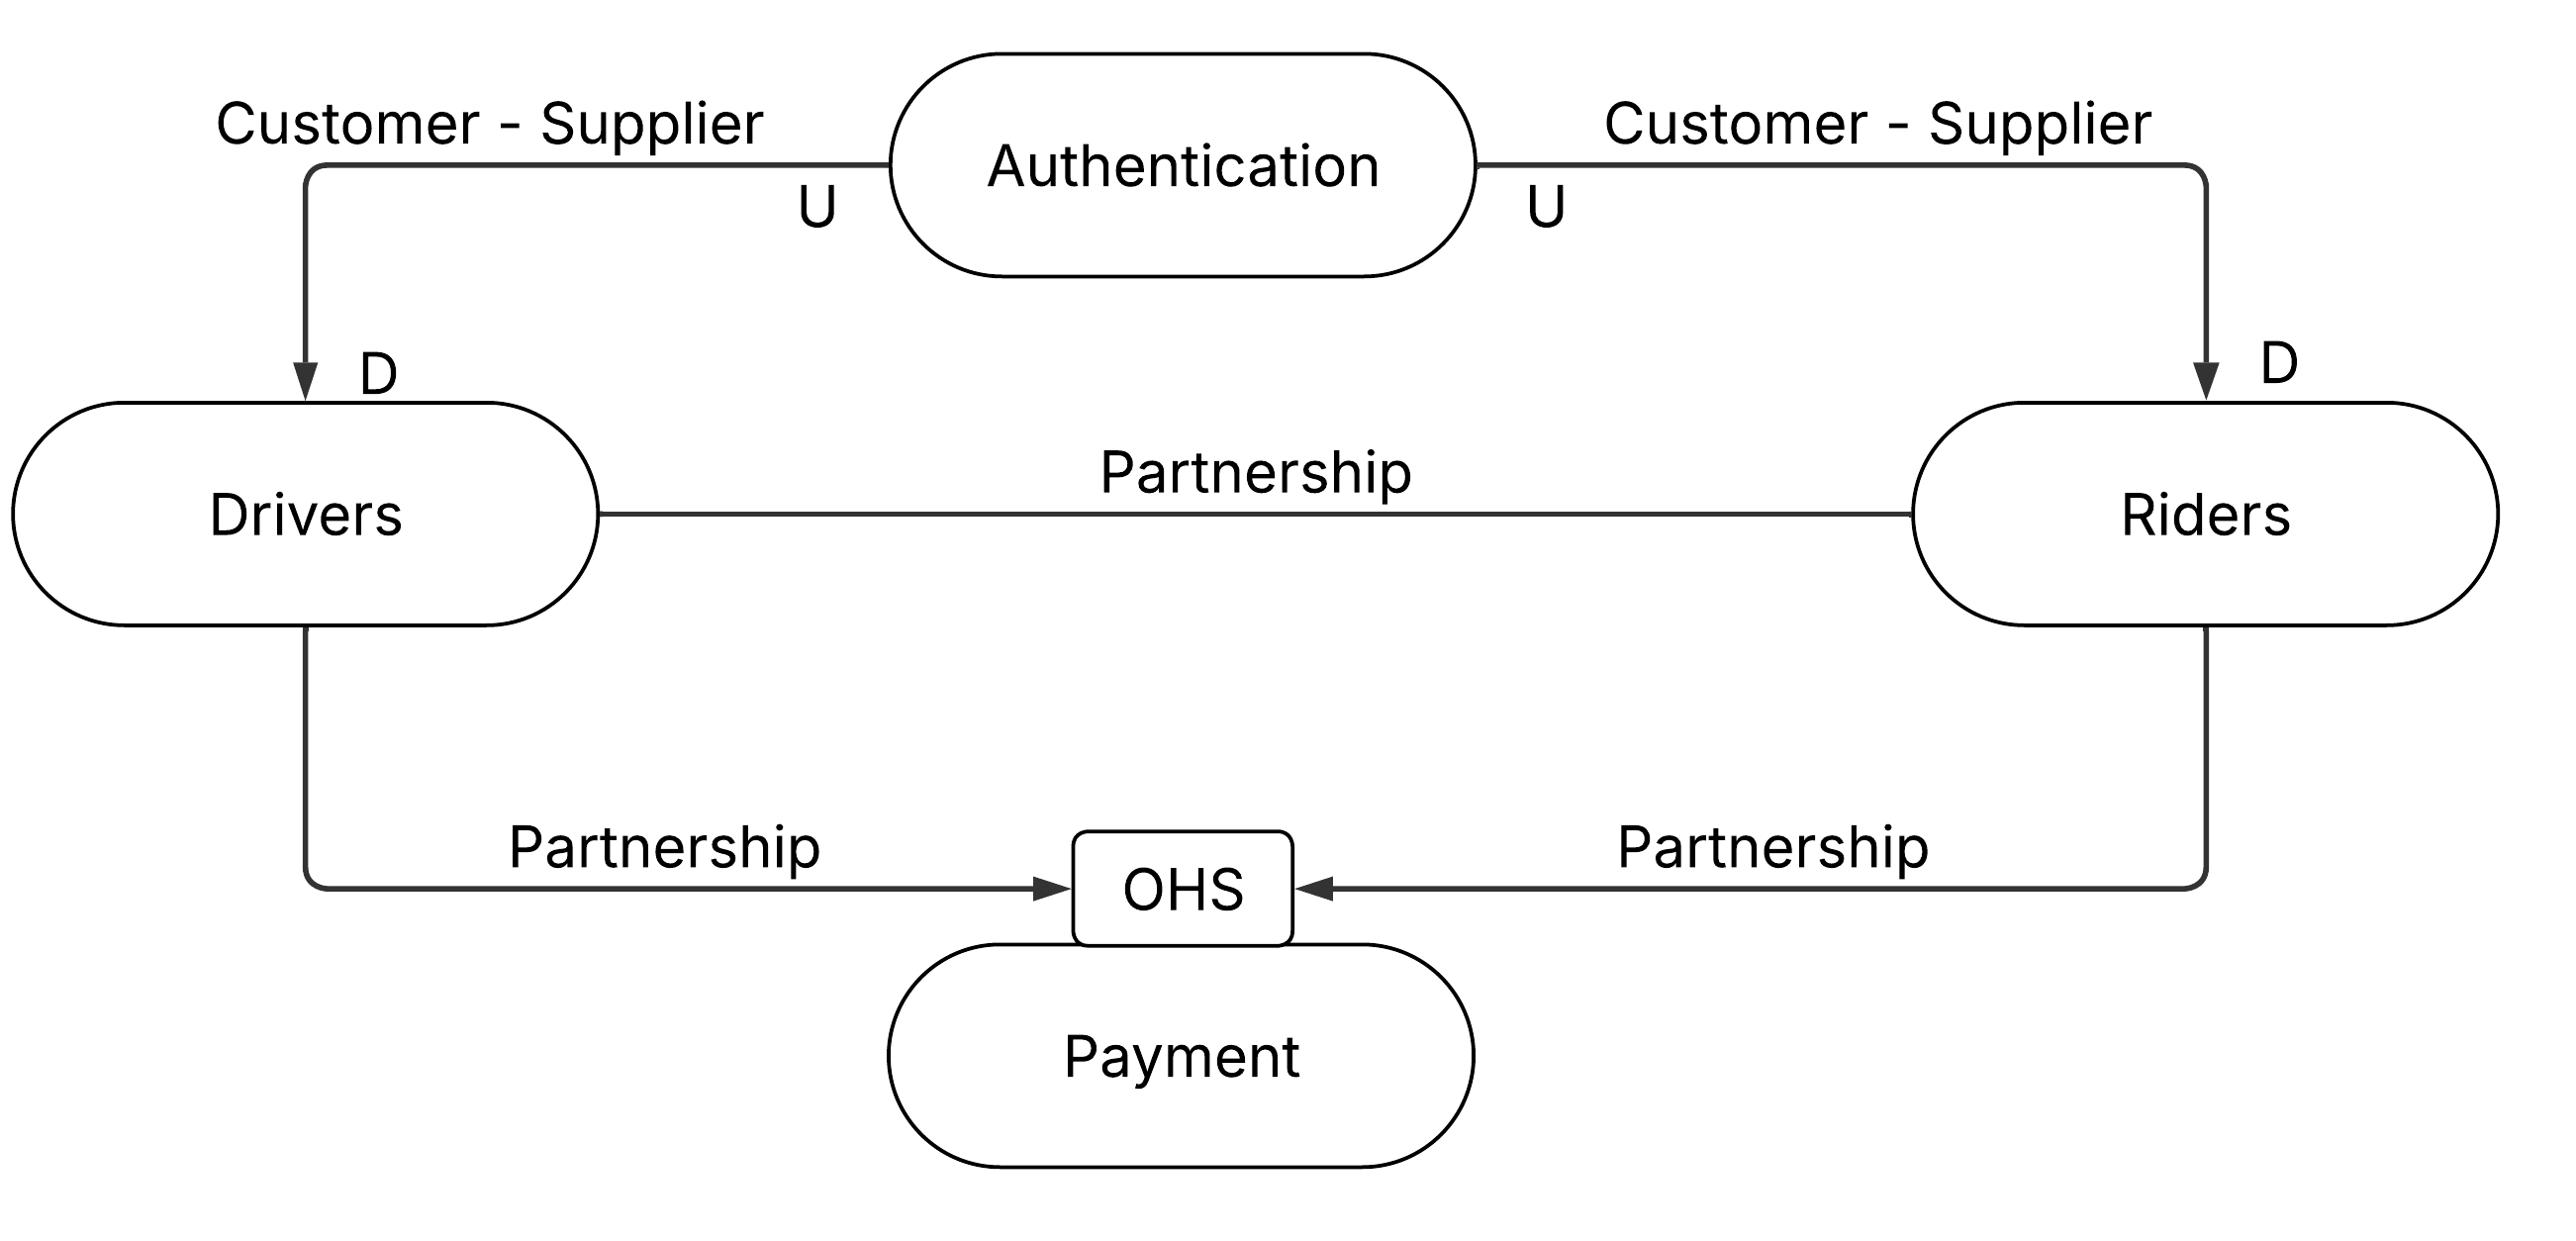 Customer - Supplier
Authentication
Customer - Supplier
U
U
D
D
Partnership
Drivers
Riders
Partnership
Partnership
OHS
Payment